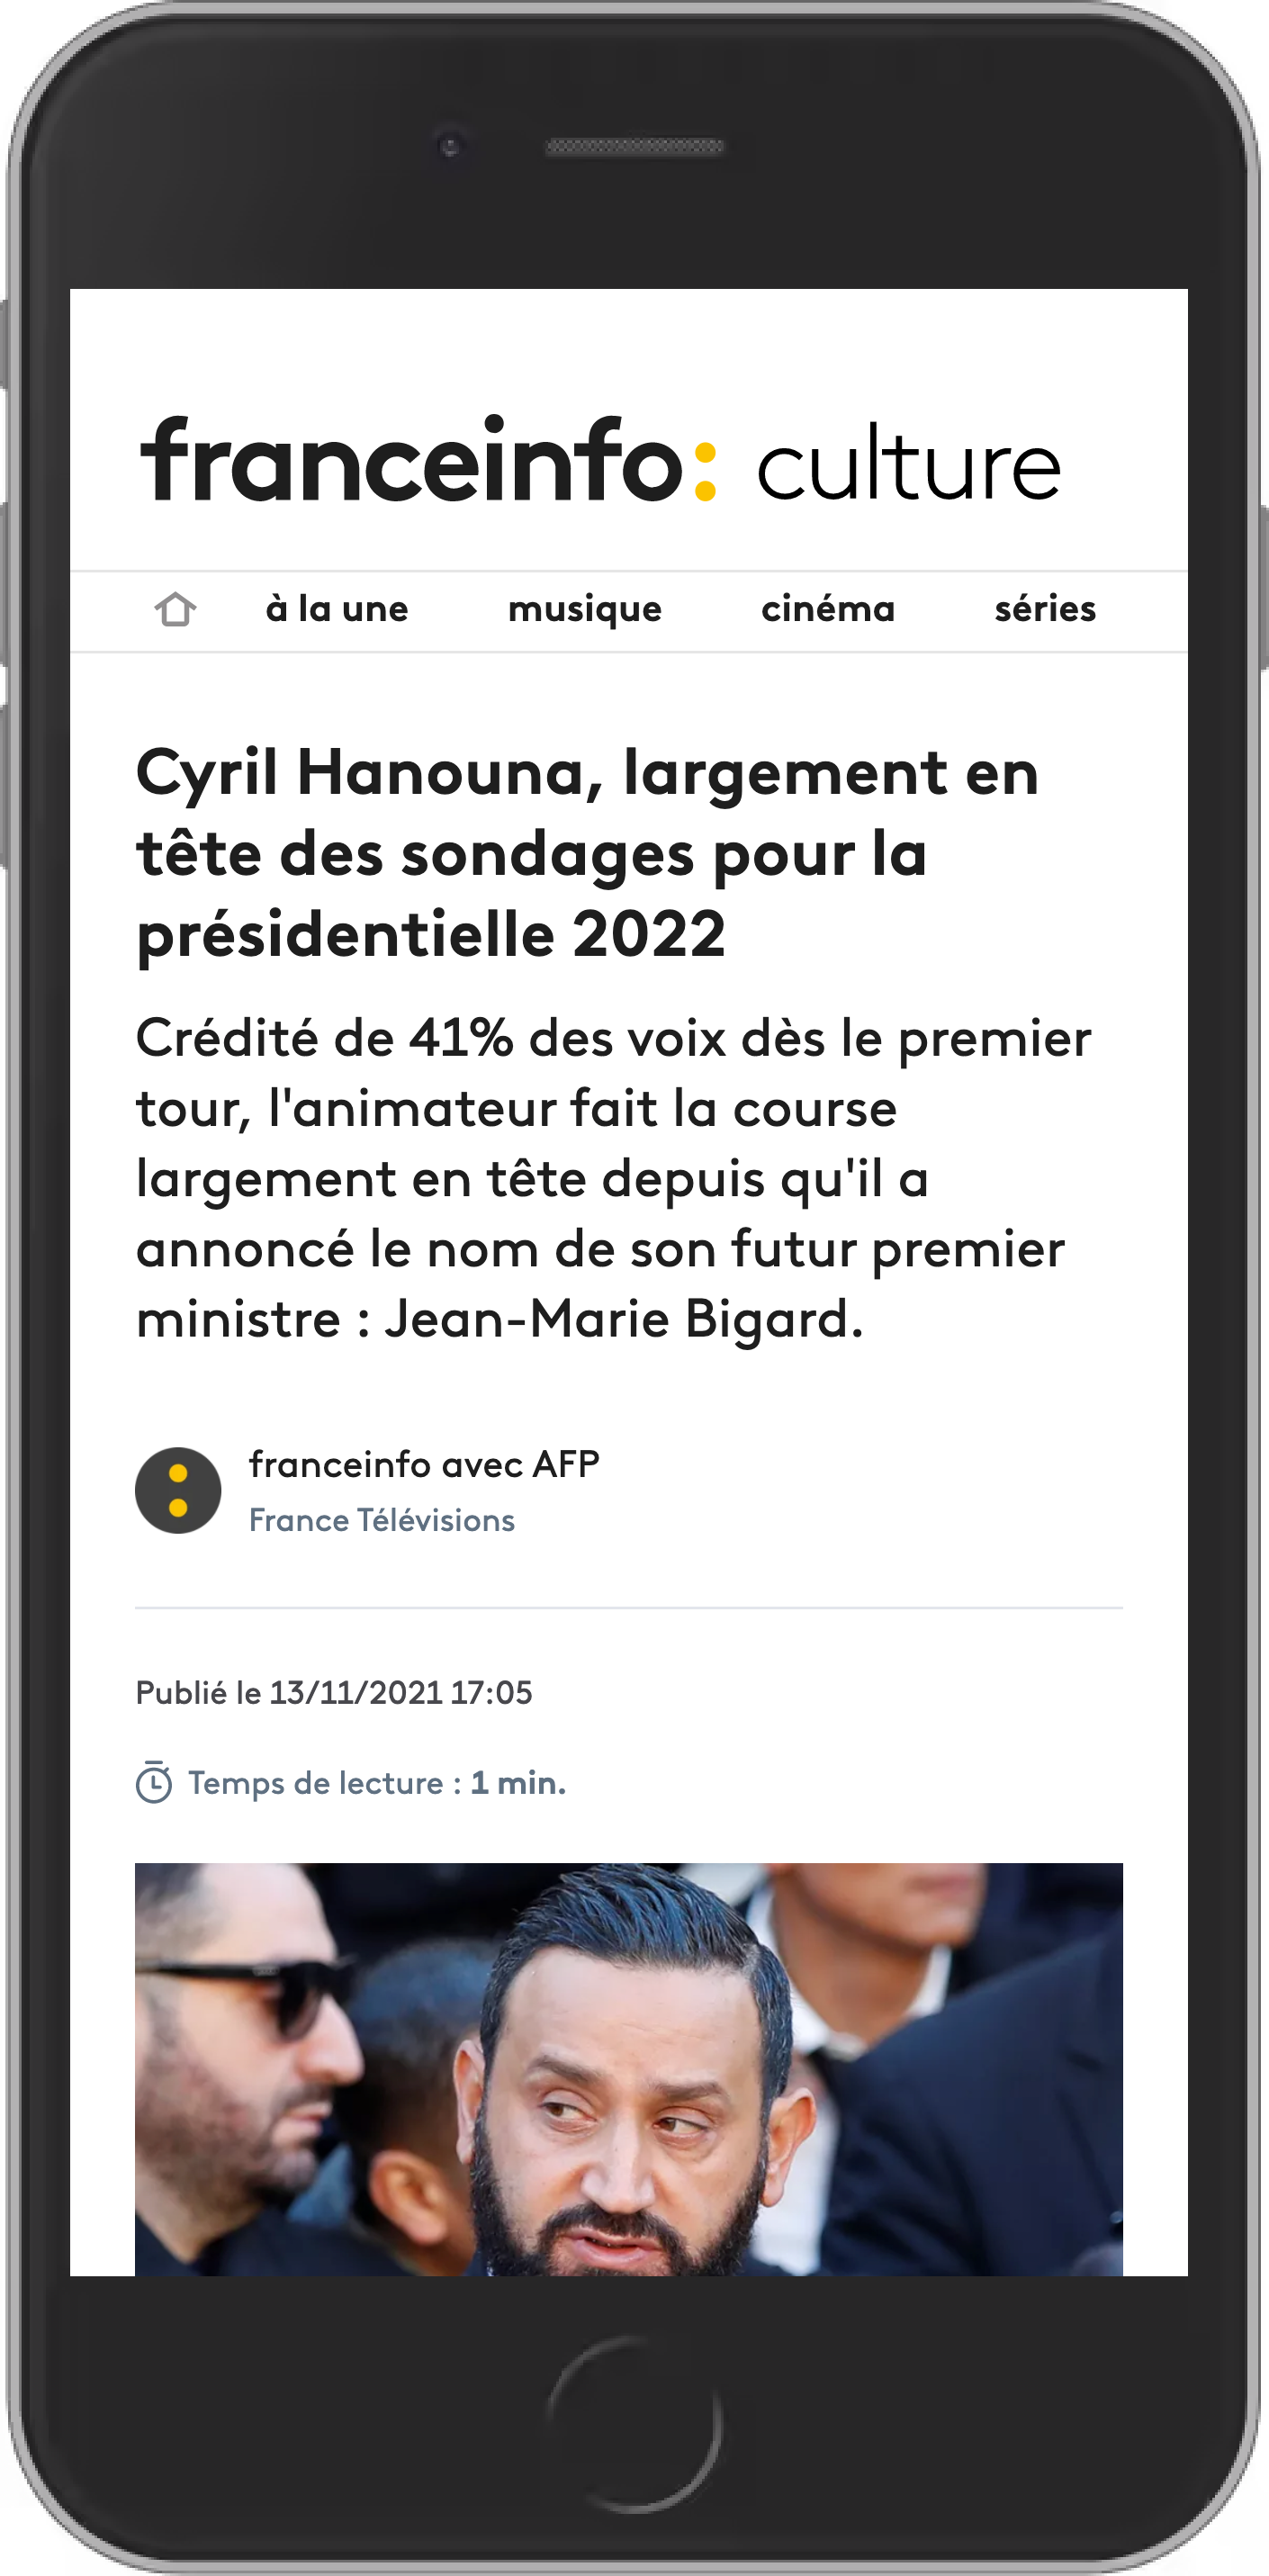 franceinfo: culture
à la une musique cinéma séries
Cyril Hanouna, largement en
tête des sondages pour la
présidentielle 2022
Crédité de 41% des voix dès le premier
tour, l'animateur fait la course
largement en tête depuis qu'il a
annoncé le nom de son futur premier
ministre : Jean-Marie Bigard.
franceinfo avec AFP
France Télévisions
Publié le 13/11/2021 17:05
Temps de lecture : 1 min.